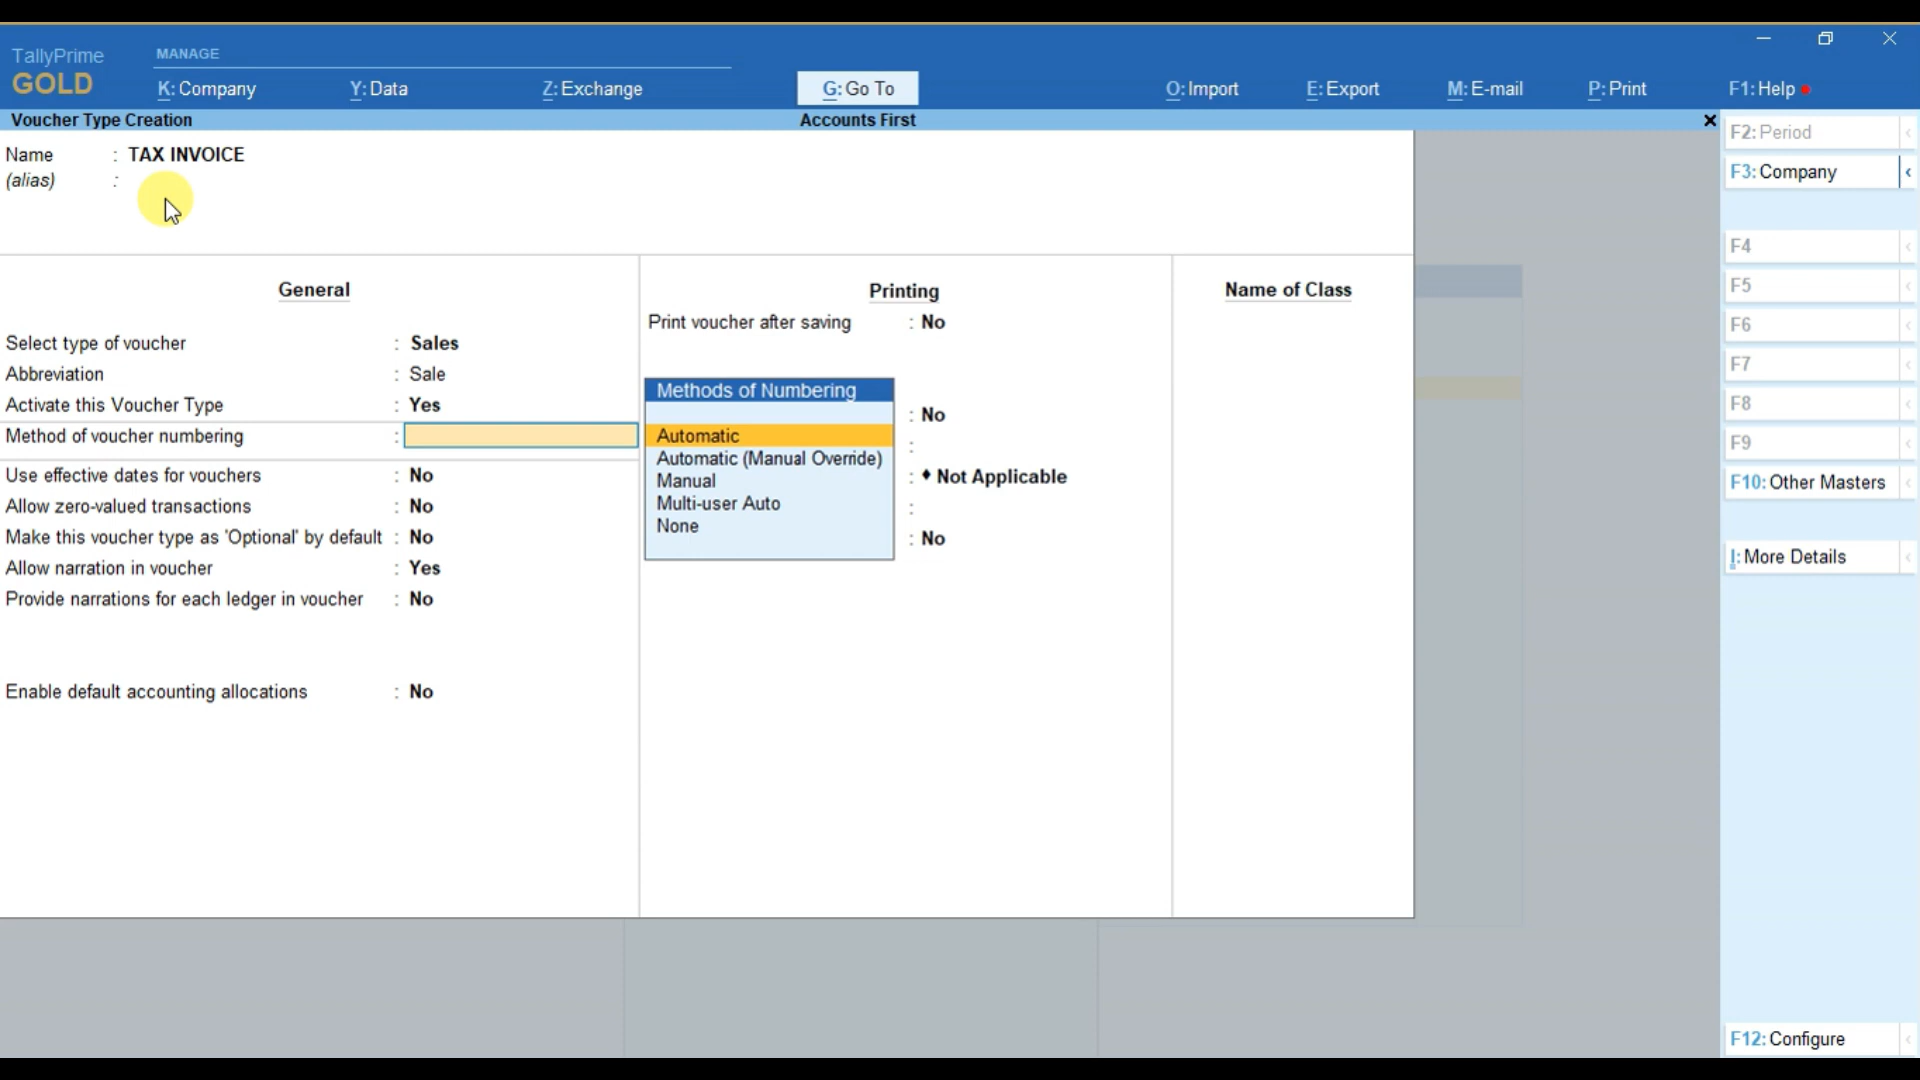 TallyPrime
GOLD
MANAGE
K: Company
Y: Data
Z: Exchange
G: Go To
O: Import
E: Export
M: E-mail
P: Print
F1: Help
Voucher Type Creation
Accounts First
Name : TAX INVOICE
(alias) :
General
Select type of voucher : Sales
Abbreviation : Sale
Activate this Voucher Type : Yes
Method of voucher numbering :
Use effective dates for vouchers : No
Allow zero-valued transactions : No
Make this voucher type as 'Optional' by default : No
Allow narration in voucher : Yes
Provide narrations for each ledger in voucher : No
Enable default accounting allocations : No
Printing
Print voucher after saving : No
Methods of Numbering
Automatic
Automatic (Manual Override)
Manual
Multi-user Auto
None
: No
:
: ♦ Not Applicable
:
: No
Name of Class
F2: Period
F3: Company
F4
F5
F6
F7
F8
F9
F10: Other Masters
I: More Details
F12: Configure